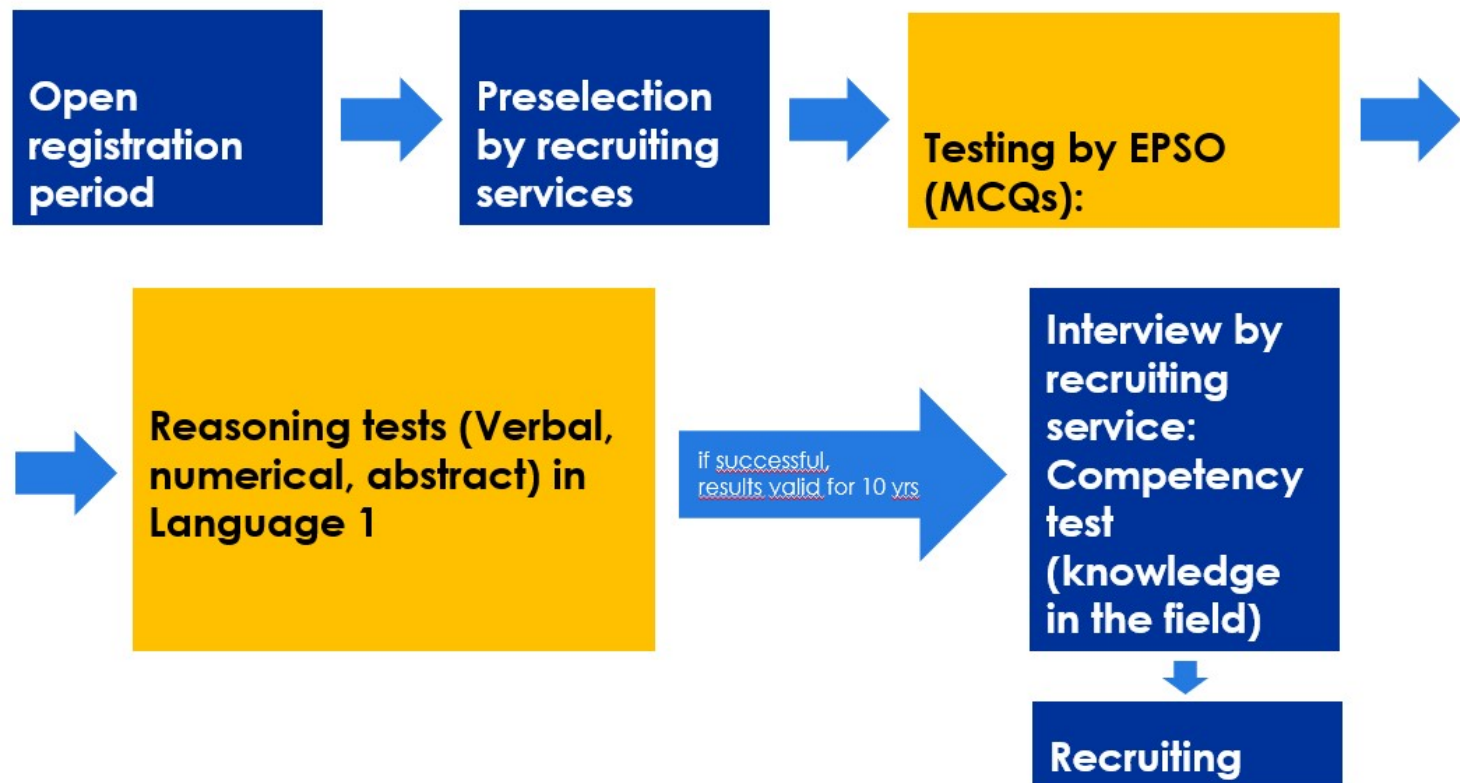 Open
registration
period
Preselection
by recruiting
services
Testing by EPSO
(MCQs):
Reasoning tests (Verbal,
numerical, abstract) in
Language 1
if successful,
results valid for 10 yrs
Interview by
recruiting
service:
Competency
test
(knowledge
in the field)
Recruiting